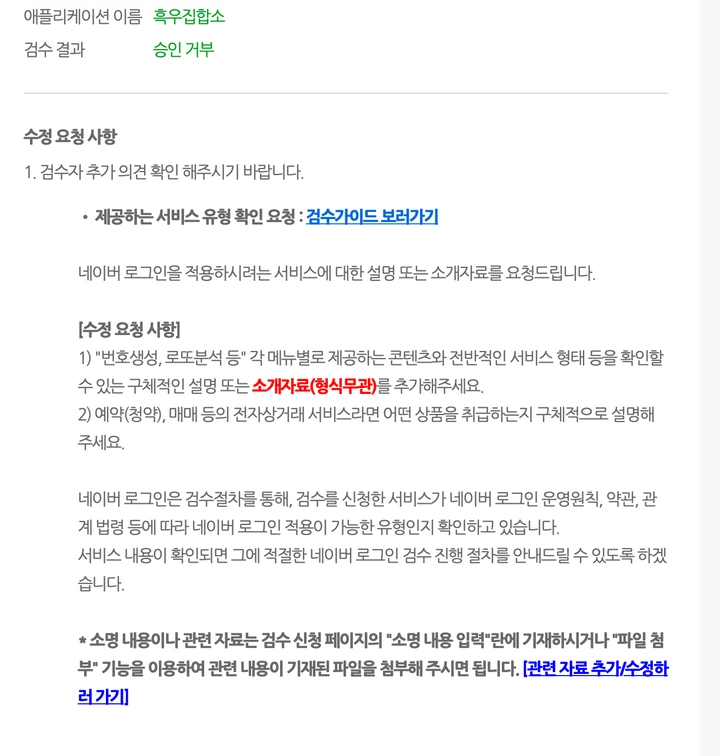 애플리케이션 이름 흑우집합소
검수 결과 승인 거부
수정 요청 사항
1. 검수자 추가 의견 확인 해주시기 바랍니다.
• 제공하는 서비스 유형 확인 요청 : 검수가이드 보러가기
네이버 로그인을 적용하시려는 서비스에 대한 설명 또는 소개자료를 요청드립니다.
[수정 요청 사항]
1) "번호생성, 로또분석 등" 각 메뉴별로 제공하는 콘텐츠와 전반적인 서비스 형태 등을 확인할
수 있는 구체적인 설명 또는 소개자료(형식무관)를 추가해주세요.
2) 예약(청약), 매매 등의 전자상거래 서비스라면 어떤 상품을 취급하는지 구체적으로 설명해
주세요.
네이버 로그인은 검수절차를 통해, 검수를 신청한 서비스가 네이버 로그인 운영원칙, 약관, 관
계 법령 등에 따라 네이버 로그인 적용이 가능한 유형인지 확인하고 있습니다.
서비스 내용이 확인되면 그에 적절한 네이버 로그인 검수 진행 절차를 안내드릴 수 있도록 하겠
습니다.
* 소명 내용이나 관련 자료는 검수 신청 페이지의 "소명 내용 입력"란에 기재하시거나 "파일 첨
부" 기능을 이용하여 관련 내용이 기재된 파일을 첨부해 주시면 됩니다. [관련 자료 추가/수정하
러 가기]